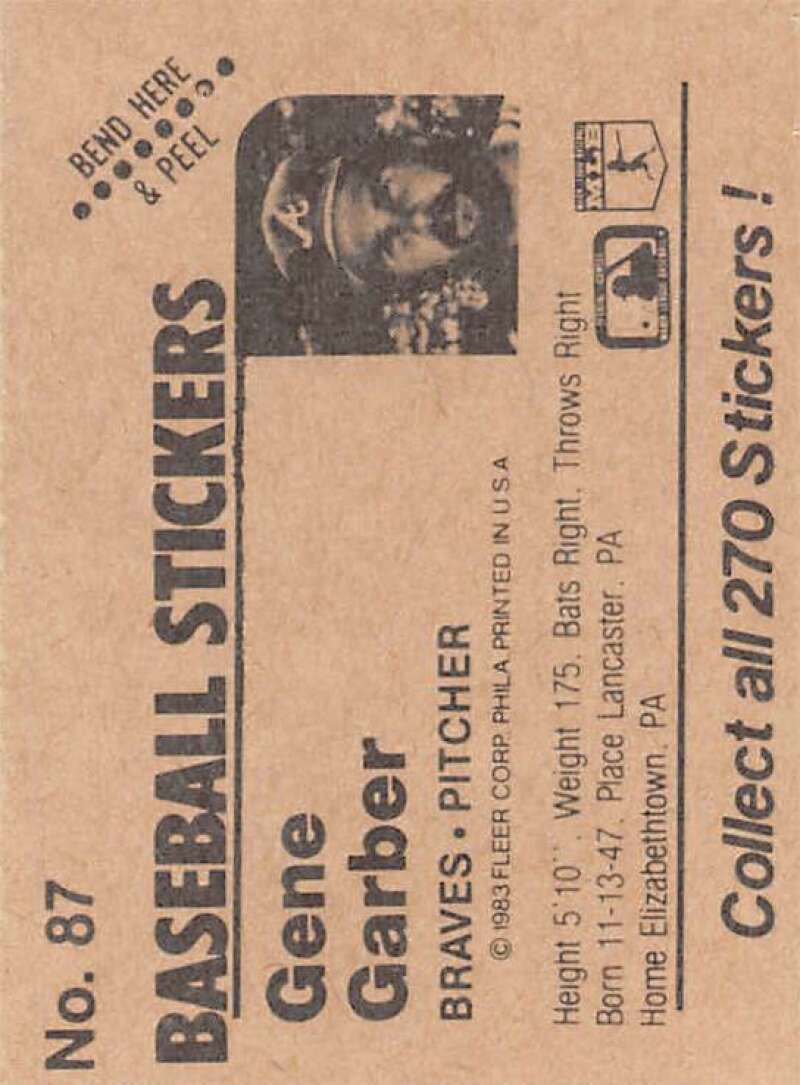 No. 87
BEND HERE
& PEEL
BASEBALL STICKERS
Gene
Garber
BRAVES • PITCHER
© 1983 FLEER CORP. PHILA PRINTED IN U.S.A
Height 5'10''. Weight 175. Bats Right. Throws Right
Born 11-13-47. Place Lancaster. PA
Home Elizabethtown. PA
Collect all 270 Stickers!